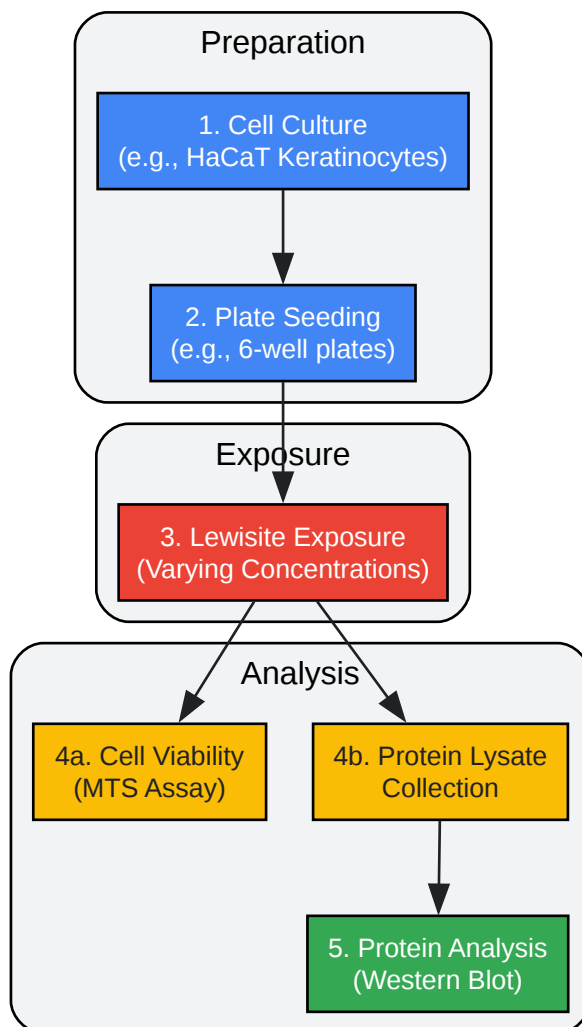 Preparation
1. Cell Culture
(e.g., HaCaT Keratinocytes)
2. Plate Seeding
(e.g., 6-well plates)
Exposure
3. Lewisite Exposure
(Varying Concentrations)
Analysis
4a. Cell Viability
(MTS Assay)
4b. Protein Lysate
Collection
5. Protein Analysis
(Western Blot)